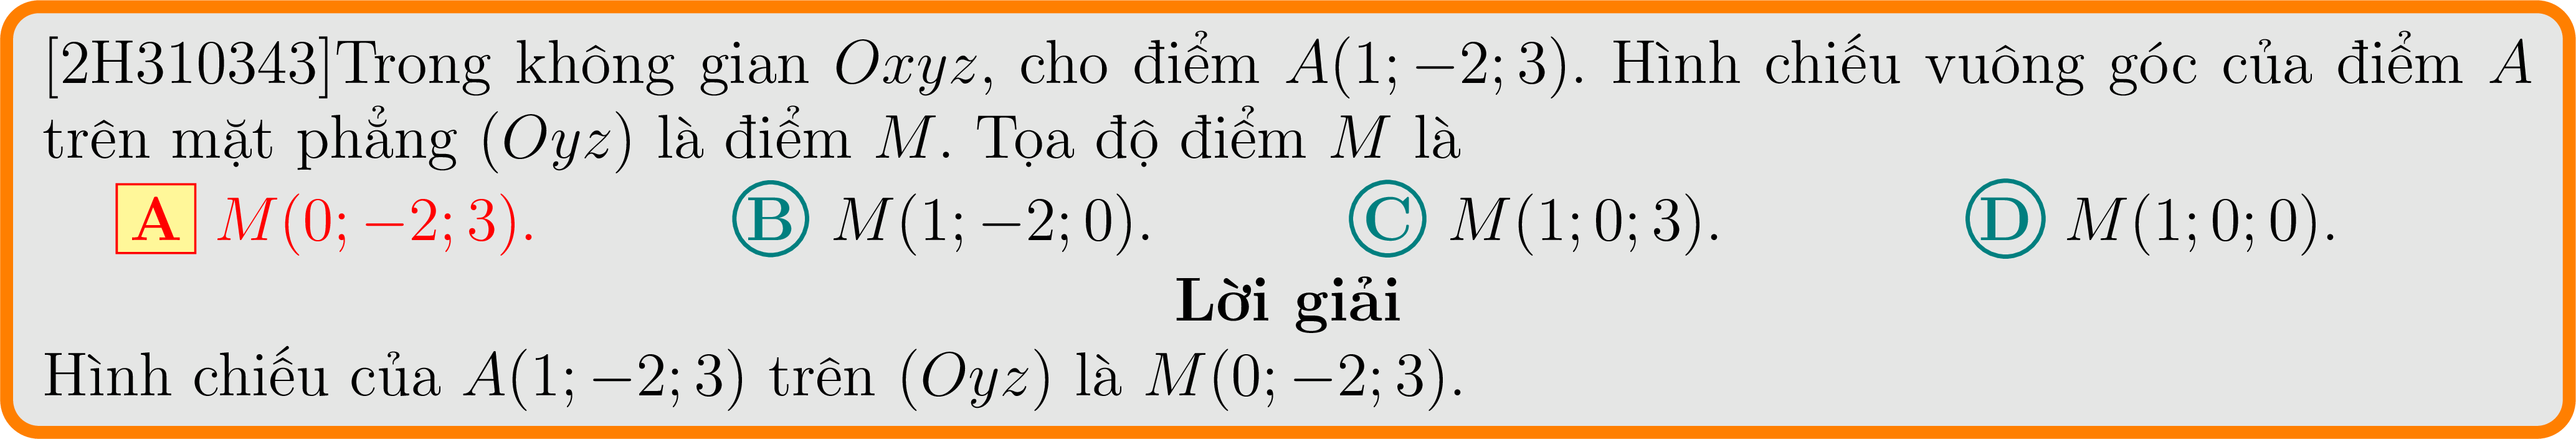 [2H310343]Trong không gian Oxyz, cho điểm A(1; −2; 3). Hình chiếu vuông góc của điểm A
trên mặt phẳng (Oyz) là điểm M. Tọa độ điểm M là
A M(0; −2; 3). B M(1; −2; 0). C M(1; 0; 3). D M(1; 0; 0).
Lời giải
Hình chiếu của A(1; −2; 3) trên (Oyz) là M(0; −2; 3).